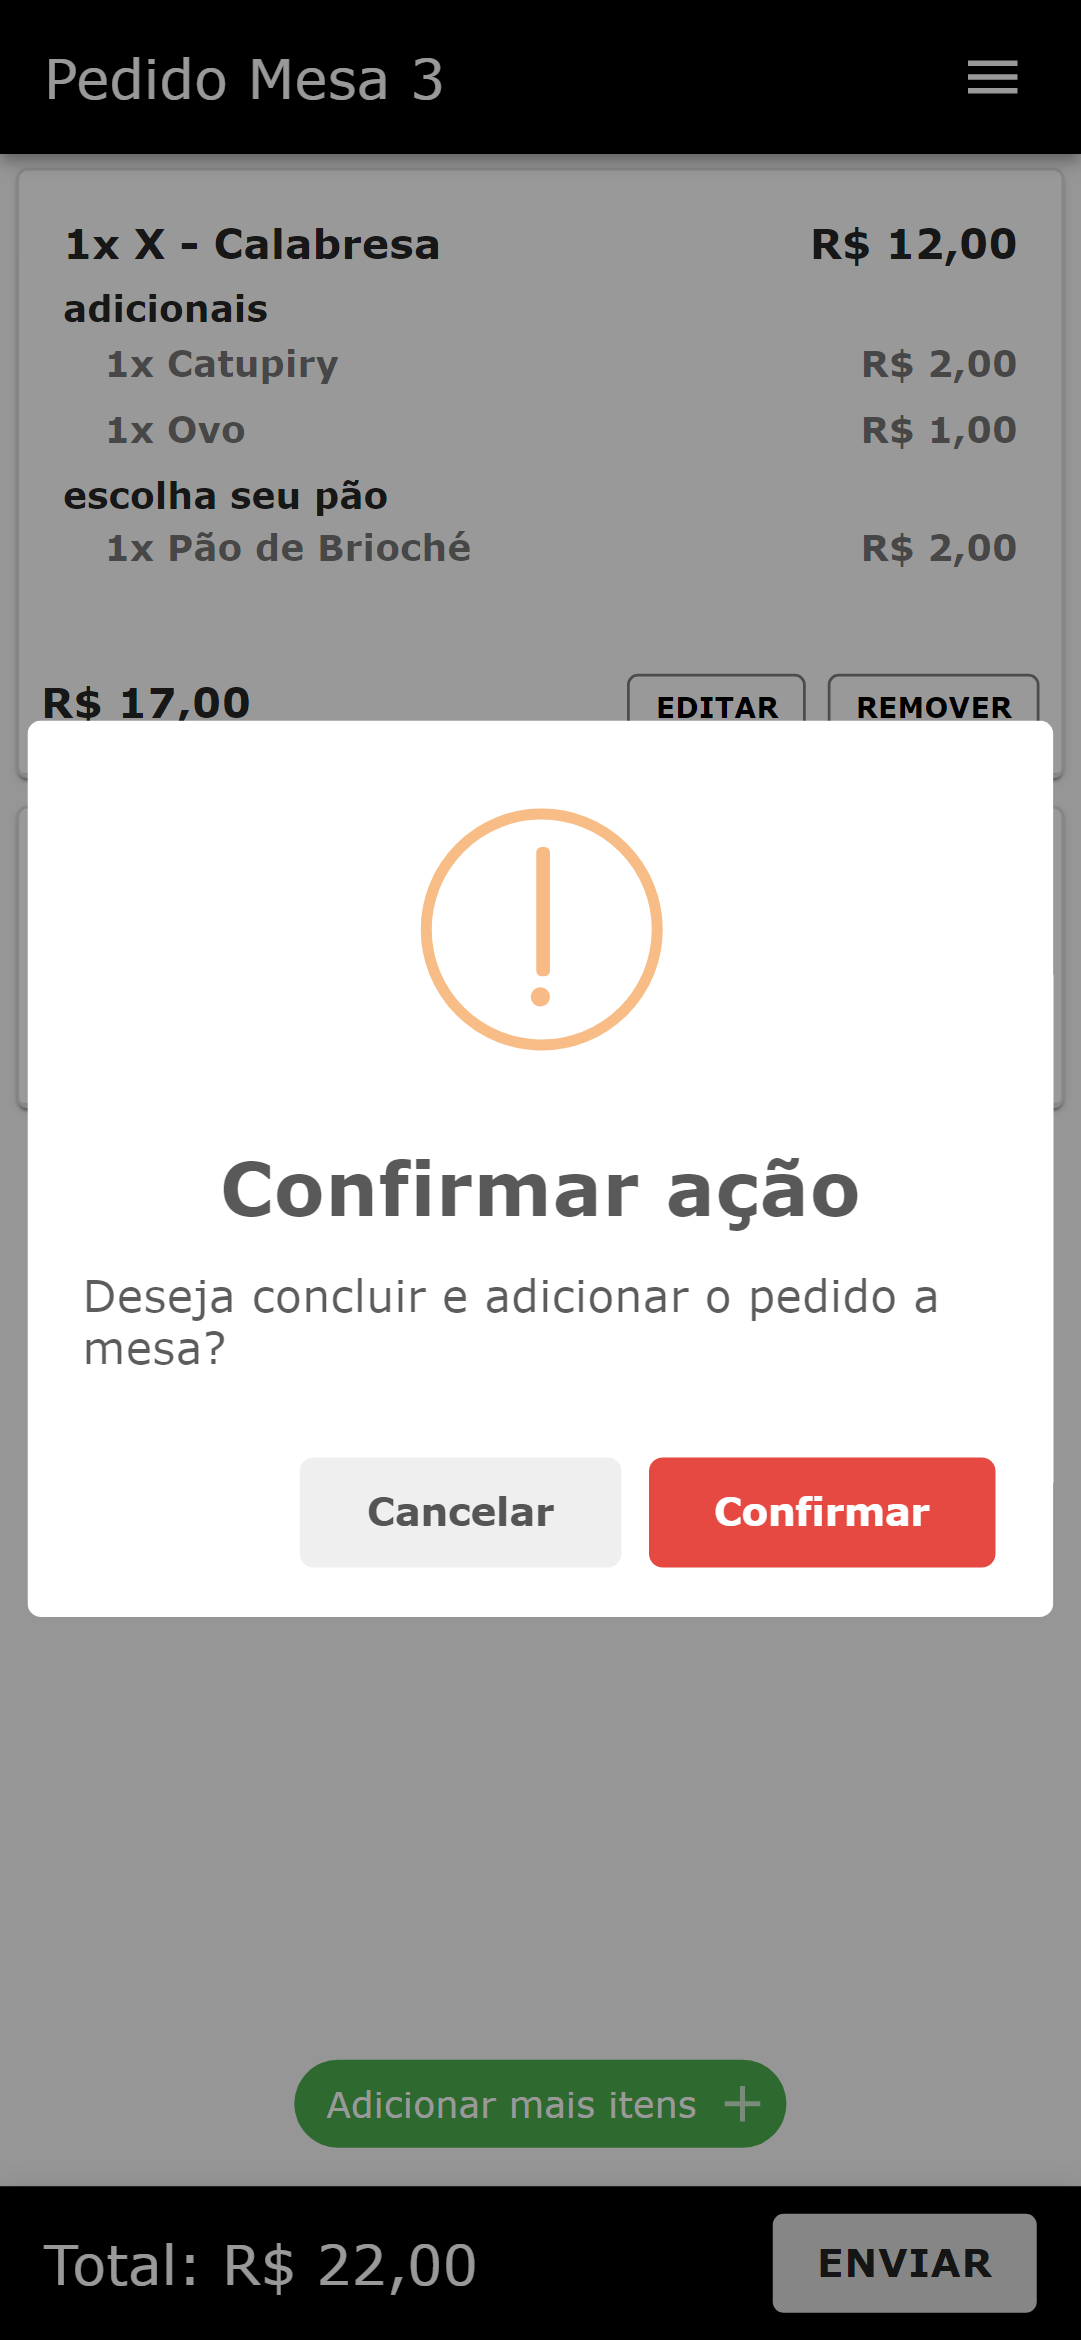 Pedido Mesa 3
1x X - Calabresa R$ 12,00
adicionais
1x Catupiry R$ 2,00
1x Ovo R$ 1,00
escolha seu pão
1x Pão de Brioché R$ 2,00
R$ 17,00 EDITAR REMOVER
Confirmar ação
Deseja concluir e adicionar o pedido a
mesa?
Cancelar Confirmar
Adicionar mais itens
Total: R$ 22,00 ENVIAR